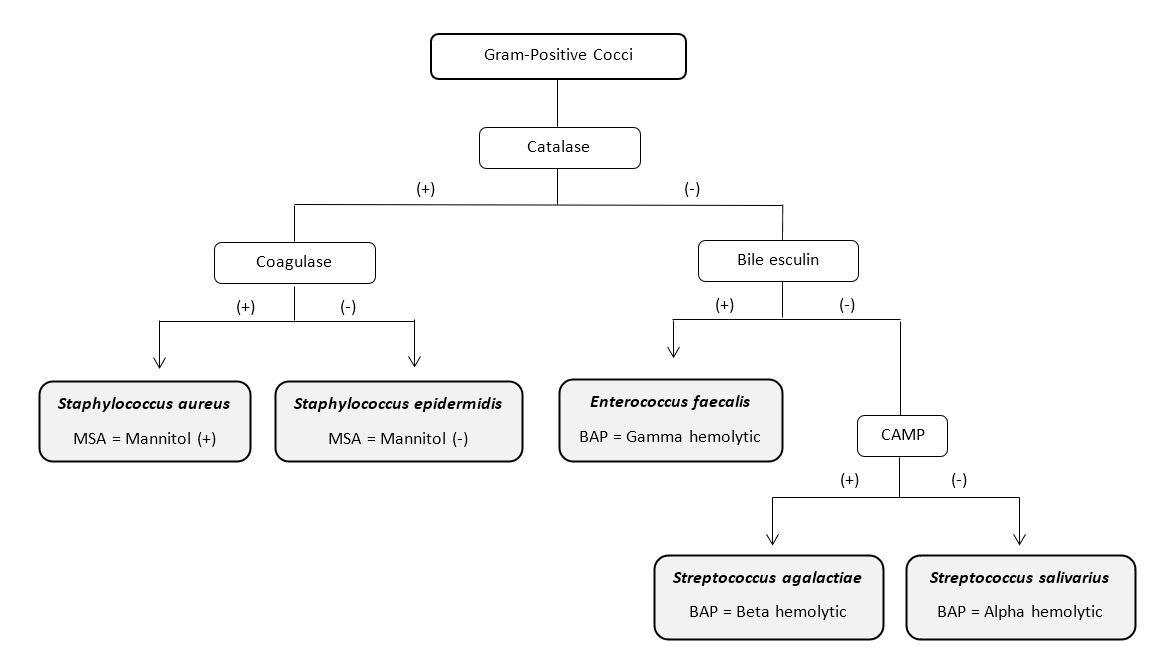 Gram-Positive Cocci
Catalase
(+)
(-)
Coagulase
Bile esculin
(+)
(-)
(+)
(-)
Staphylococcus aureus
MSA = Mannitol (+)
Staphylococcus epidermidis
MSA = Mannitol (-)
Enterococcus faecalis
BAP = Gamma hemolytic
CAMP
(+)
(-)
Streptococcus agalactiae
BAP = Beta hemolytic
Streptococcus salivarius
BAP = Alpha hemolytic